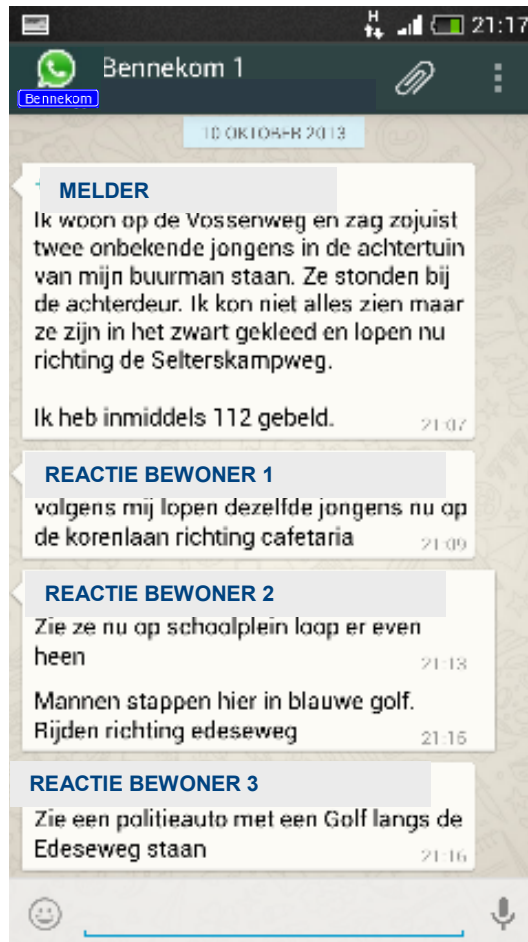 H
21:17
Bennekom 1
Bennekom
10 OKTOBER 2013
MELDER
Ik woon op de Vossenweg en zag zojuist
twee onbekende jongens in de achtertuin
van mijn buurman staan. Ze stonden bij
de achterdeur. Ik kon niet alles zien maar
ze zijn in het zwart gekleed en lopen nu
richting de Selterskampweg.
Ik heb inmiddels 112 gebeld.
21:07
REACTIE BEWONER 1
volgens mij lopen dezelfde jongens nu op
de korenlaan richting cafetaria
21:09
REACTIE BEWONER 2
Zie ze nu op schoolplein loop er even
heen
21:13
Mannen stappen hier in blauwe golf.
Rijden richting edeseweg
21:15
REACTIE BEWONER 3
Zie een politieauto met een Golf langs de
Edeseweg staan
21:16